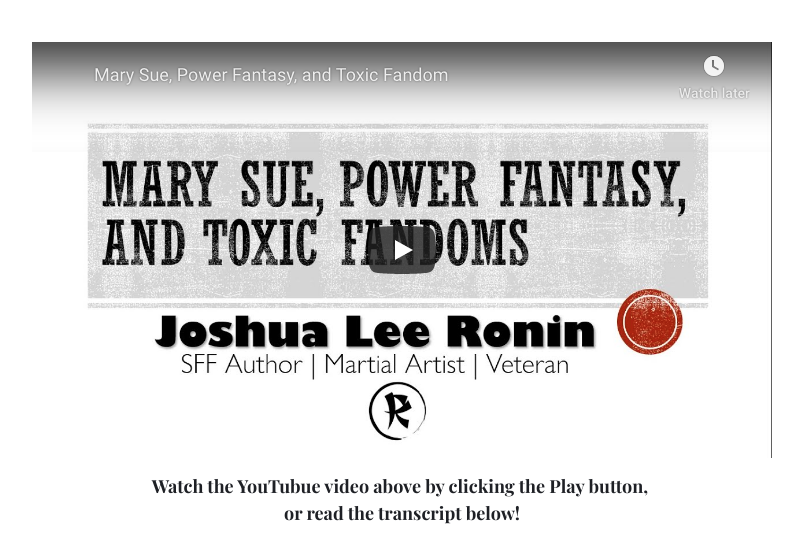 Mary Sue, Power Fantasy, and Toxic Fandom
Watch later
MARY SUE, POWER FANTASY,
AND TOXIC FANDOMS
Joshua Lee Ronin
SFF Author | Martial Artist | Veteran
R
Watch the YouTubue video above by clicking the Play button,
or read the transcript below!